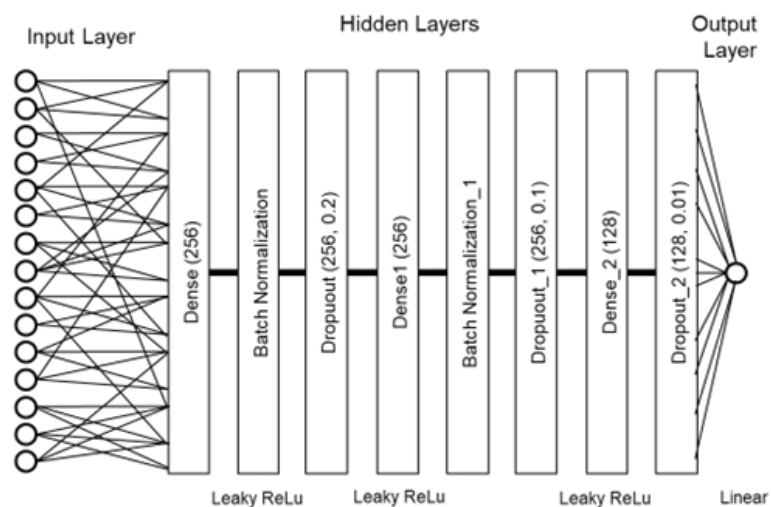 Input Layer
Hidden Layers
Output
Layer
Dense (256)
Batch Normalization
Dropuout (256, 0.2)
Dense1 (256)
Batch Normalization_1
Dropuout_1 (256, 0.1)
Dense_2 (128)
Dropout_2 (128, 0.01)
Leaky ReLu
Leaky ReLu
Leaky ReLu
Linear